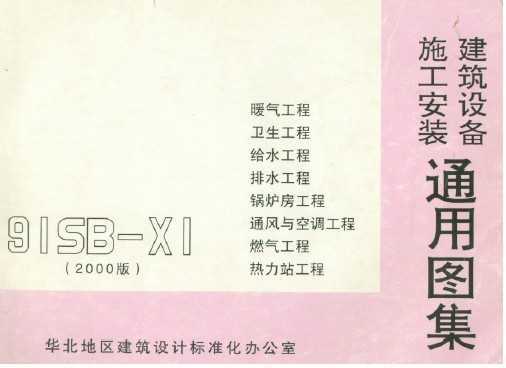 建筑设备
施工安装
通用图集
暖气工程
卫生工程
给水工程
排水工程
锅炉房工程
通风与空调工程
燃气工程
热力站工程
91SB-X1
(2000版)
华北地区建筑设计标准化办公室